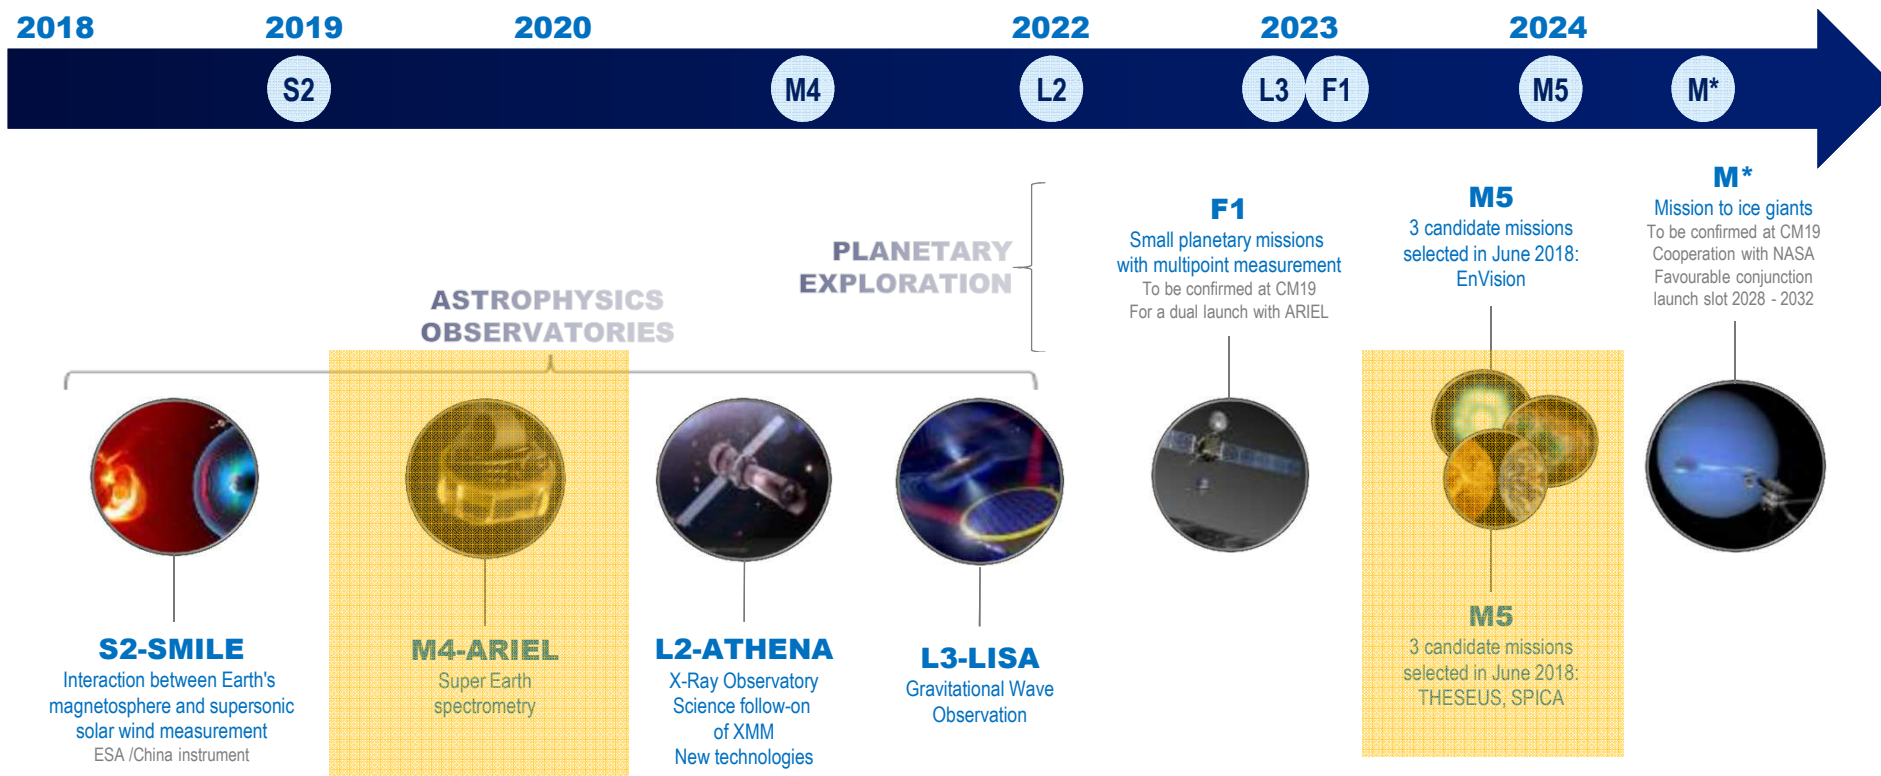 2018
2019
2020
2022
2023
2024
S2
M4
L2
L3
F1
M5
M*
ASTROPHYSICS
OBSERVATORIES
PLANETARY
EXPLORATION
F1
Small planetary missions
with multipoint measurement
To be confirmed at CM19
For a dual launch with ARIEL
M5
3 candidate missions
selected in June 2018:
EnVision
M*
Mission to ice giants
To be confirmed at CM19
Cooperation with NASA
Favourable conjunction
launch slot 2028 - 2032
S2-SMILE
Interaction between Earth's
magnetosphere and supersonic
solar wind measurement
ESA /China instrument
M4-ARIEL
Super Earth
spectrometry
L2-ATHENA
X-Ray Observatory
Science follow-on
of XMM
New technologies
L3-LISA
Gravitational Wave
Observation
M5
3 candidate missions
selected in June 2018:
THESEUS, SPICA